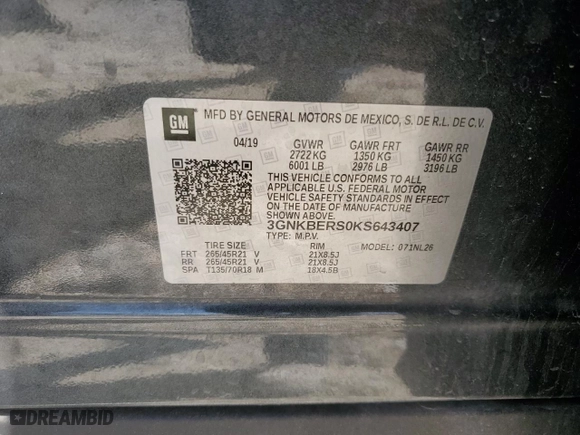 GM
MFD BY GENERAL MOTORS DE MEXICO, S. DE R.L. DE C.V.
04/19 GVWR GAWR FRT GAWR RR
2722 KG 1350 KG 1450 KG
6001 LB 2976 LB 3196 LB
THIS VEHICLE CONFORMS TO ALL
APPLICABLE U.S. FEDERAL MOTOR
VEHICLE SAFETY STANDARDS IN EFFECT
ON THE DATE OF MANUFACTURE SHOWN ABOVE.
3GNKBERS0KS643407
TYPE: M.P.V. MODEL: 071NL26
TIRE SIZE RIM
FRT 265/45R21 V 21X8.5J
RR 265/45R21 V 21X8.5J
SPA T135/70R18 M 18X4.5B
DREAMBID